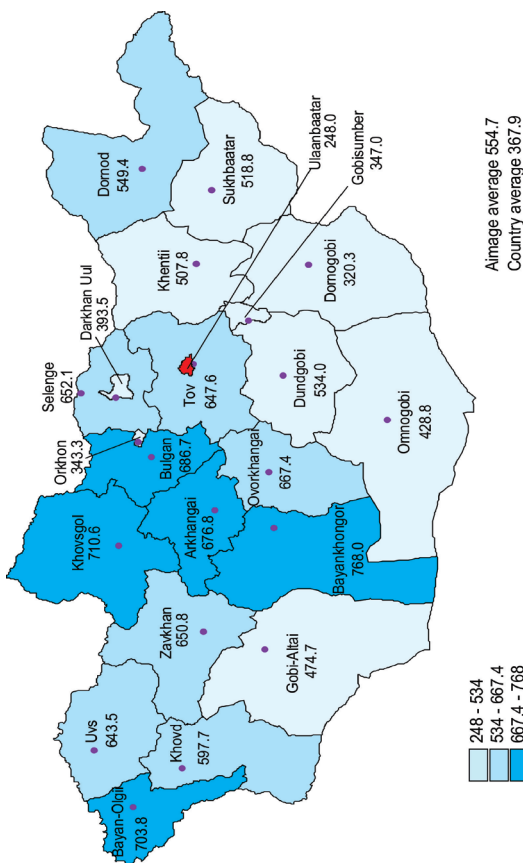 Bayan-Olgii
703.8
Uvs
643.5
Khovd
597.7
Zavkhan
650.8
Gobi-Altai
474.7
Khovsgol
710.6
Arkhangai
676.8
Bayankhongor
768.0
Orkhon
343.3
Bulgan
686.7
Ovorkhangai
667.4
Omnogobi
428.8
Selenge
652.1
Darkhan Uul
393.5
Tov
647.6
Dundgobi
534.0
Khentii
507.8
Dornogobi
320.3
Dornod
549.4
Sukhbaatar
518.8
Ulaanbaatar
248.0
Gobisumber
347.0
248 - 534
534 - 667.4
667.4 - 768
Aimage average 554.7
Country average 367.9